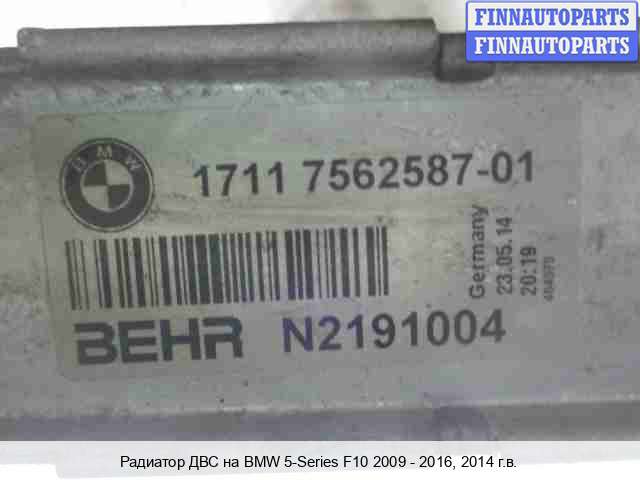 FINNAUTOPARTS
FINNAUTOPARTS
BMW
1711 7562587-01
Germany
23.05.14
20:19
BEHR N2191004
Радиатор ДВС на BMW 5-Series F10 2009 - 2016, 2014 г.в.